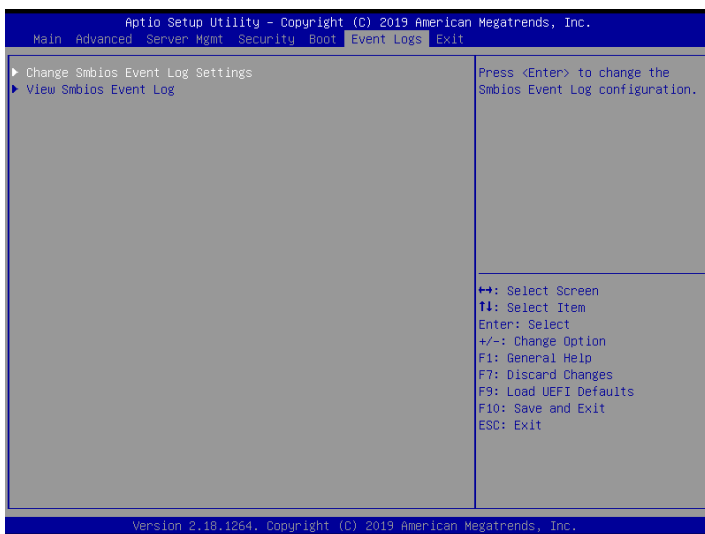 Aptio Setup Utility – Copyright (C) 2019 American Megatrends, Inc.
Main Advanced Server Mgmt Security Boot Event Logs Exit
▶ Change Smbios Event Log Settings
▶ View Smbios Event Log
Press <Enter> to change the
Smbios Event Log configuration.
↔: Select Screen
↑↓: Select Item
Enter: Select
+/-: Change Option
F1: General Help
F7: Discard Changes
F9: Load UEFI Defaults
F10: Save and Exit
ESC: Exit
Version 2.18.1264. Copyright (C) 2019 American Megatrends, Inc.